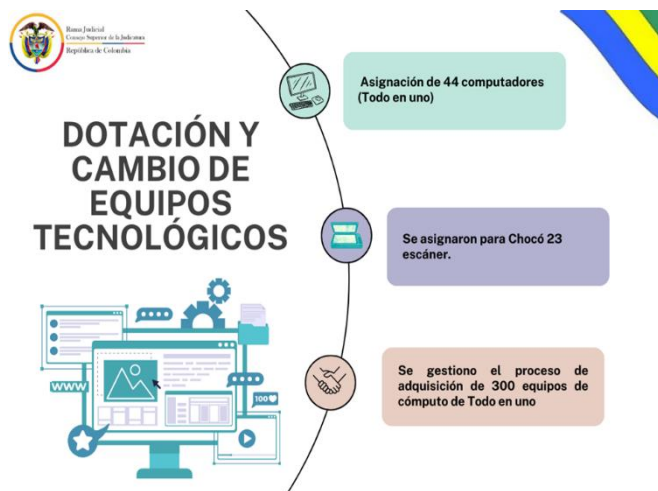 Rama Judicial
Consejo Superior de la Judicatura
República de Colombia
DOTACIÓN Y
CAMBIO DE
EQUIPOS
TECNOLÓGICOS
WWW
100
Asignación de 44 computadores
(Todo en uno)
Se asignaron para Chocó 23
escáner.
Se gestiono el proceso de
adquisición de 300 equipos de
cómputo de Todo en uno